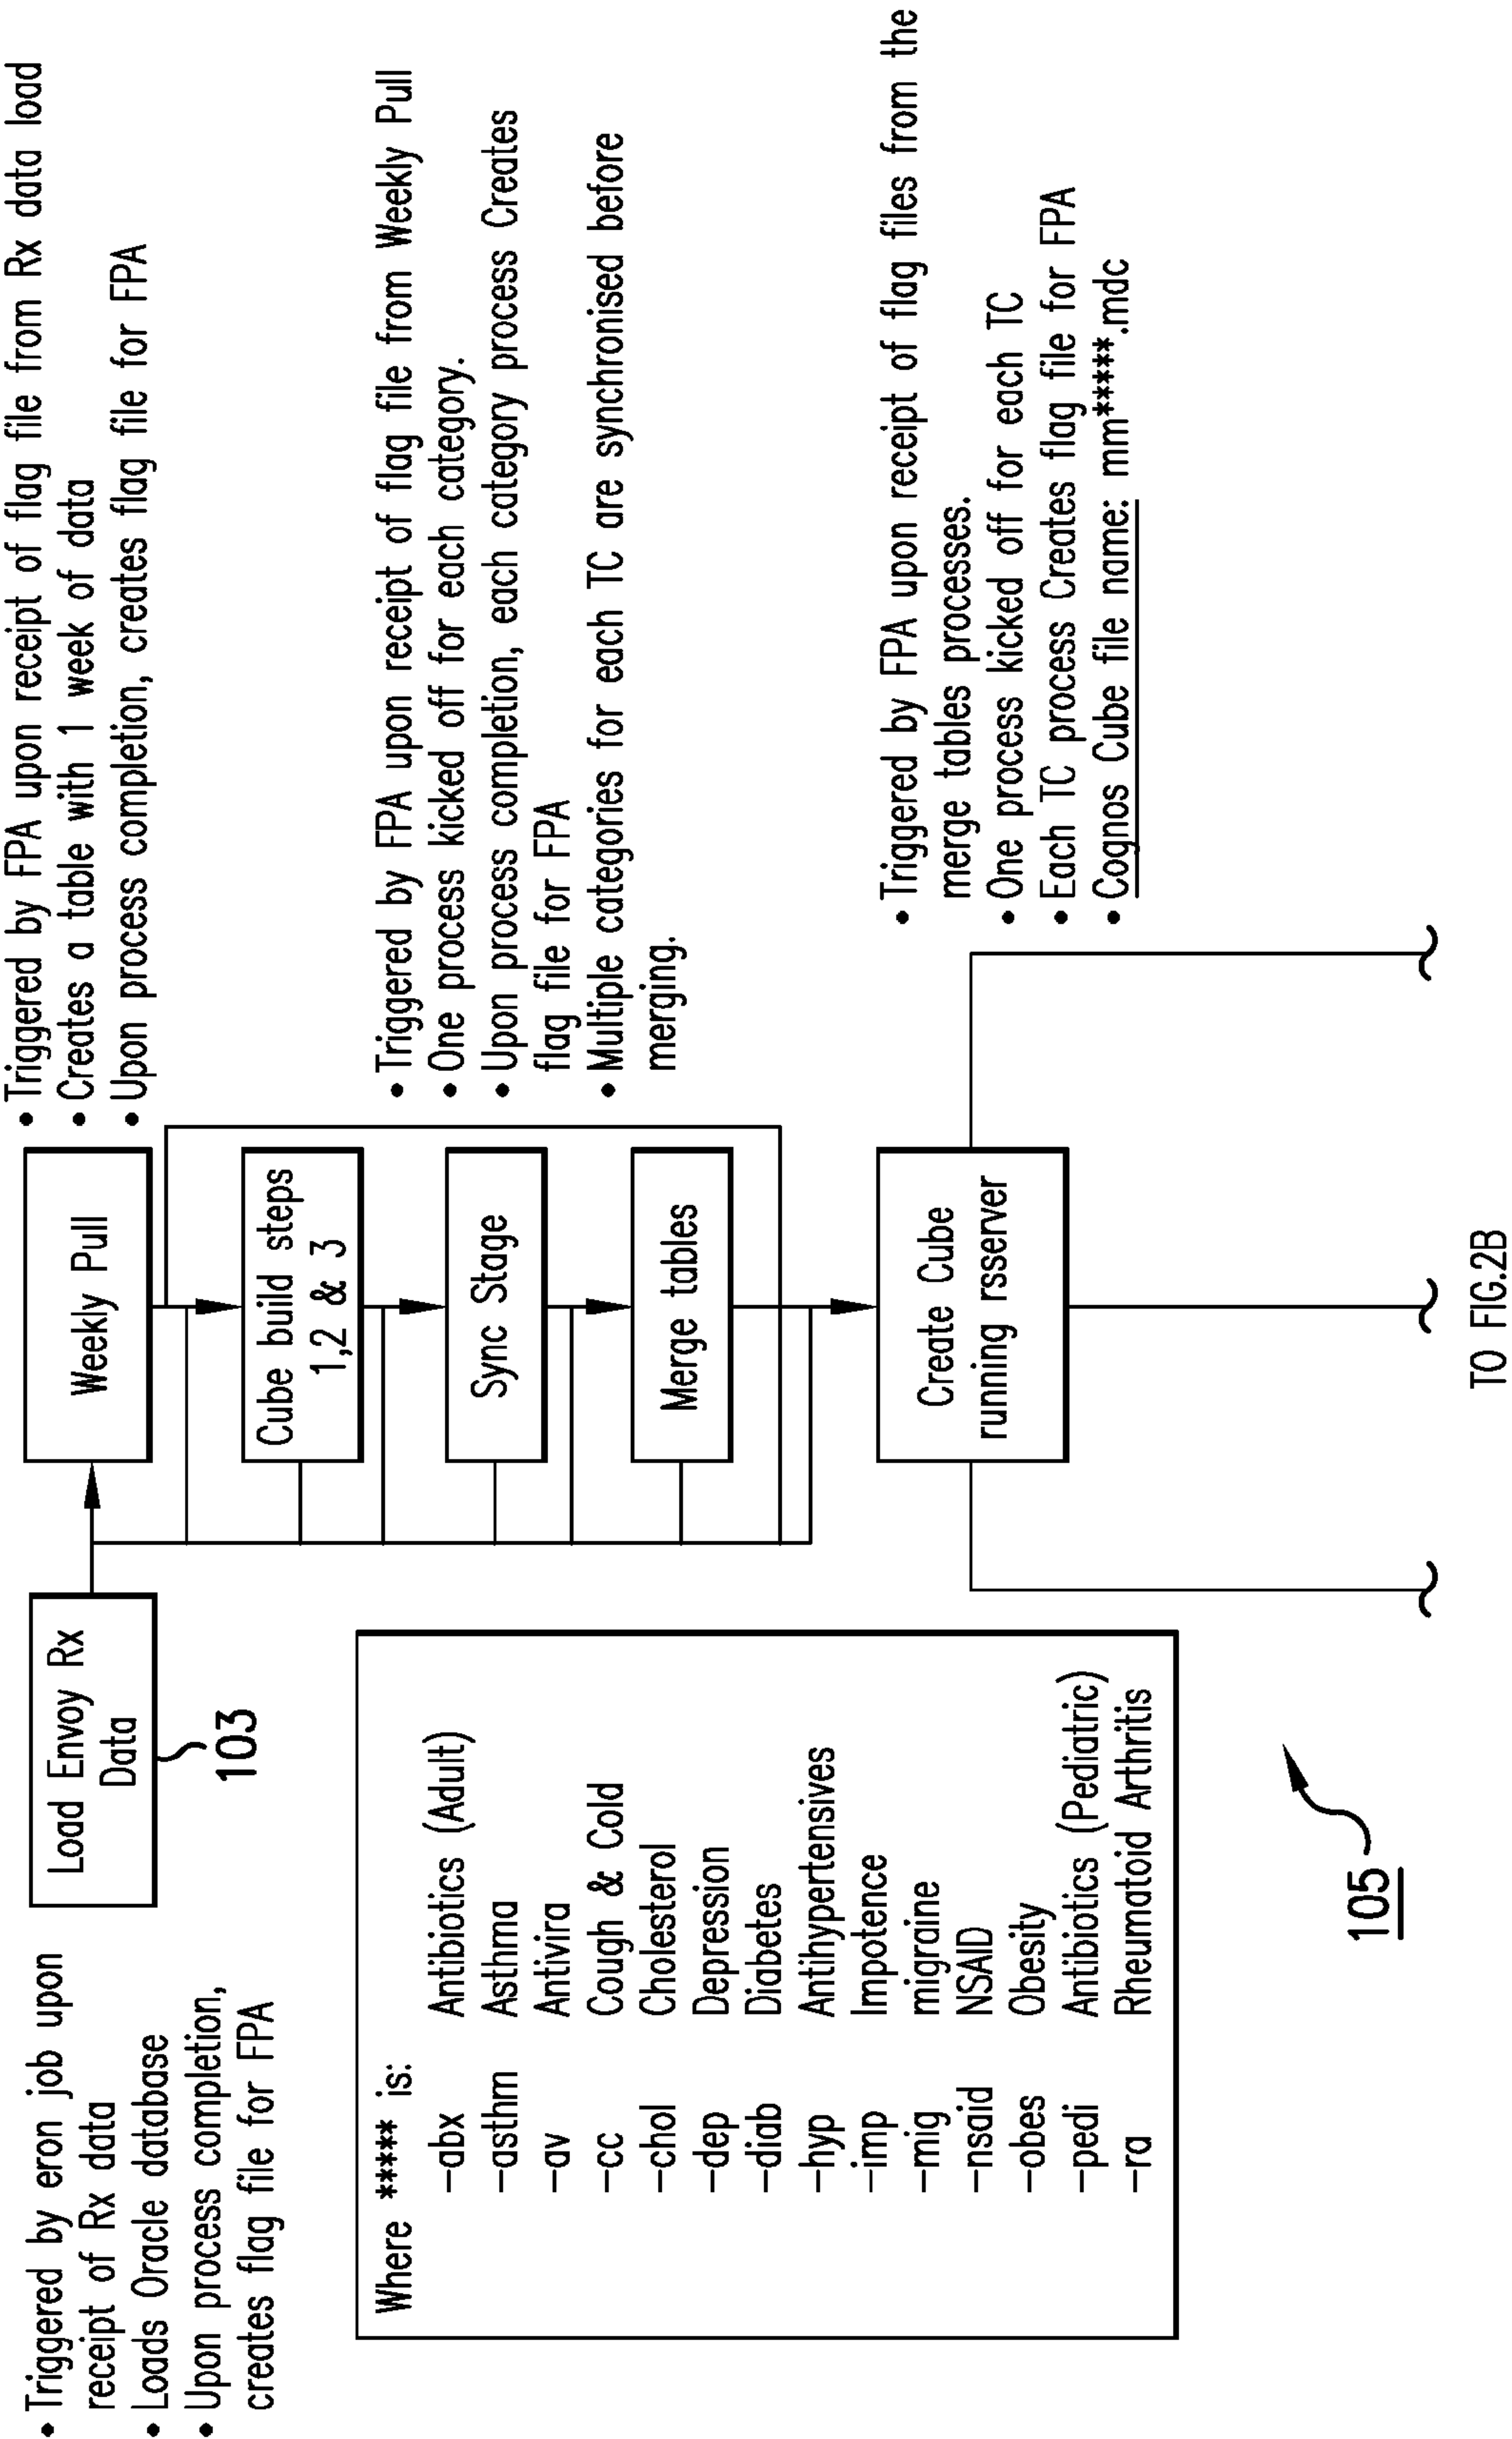 • Triggered by eron job upon
receipt of Rx data
• Loads Oracle database
• Upon process completion,
creates flag file for FPA
Load Envoy Rx
Data
103
Weekly Pull
• Triggered by FPA upon receipt of flag file from Rx data load
• Creates a table with 1 week of data
• Upon process completion, creates flag file for FPA
Cube build steps
1,2 & 3
Sync Stage
Merge tables
• Triggered by FPA upon receipt of flag file from Weekly Pull
• One process kicked off for each category.
• Upon process completion, each category process Creates
flag file for FPA
• Multiple categories for each TC are synchronised before
merging.
Where ***** is:
–abx Antibiotics (Adult)
–asthm Asthma
–av Antivira
–cc Cough & Cold
–chol Cholesterol
–dep Depression
–diab Diabetes
–hyp Antihypertensives
–imp Impotence
–mig migraine
–nsaid NSAID
–obes Obesity
–pedi Antibiotics (Pediatric)
–ra Rheumatoid Arthritis
Create Cube
running rsserver
• Triggered by FPA upon receipt of flag files from the
merge tables processes.
• One process kicked off for each TC
• Each TC process Creates flag file for FPA
• Cognos Cube file name: mm*****.mdc
105
TO FIG.2B